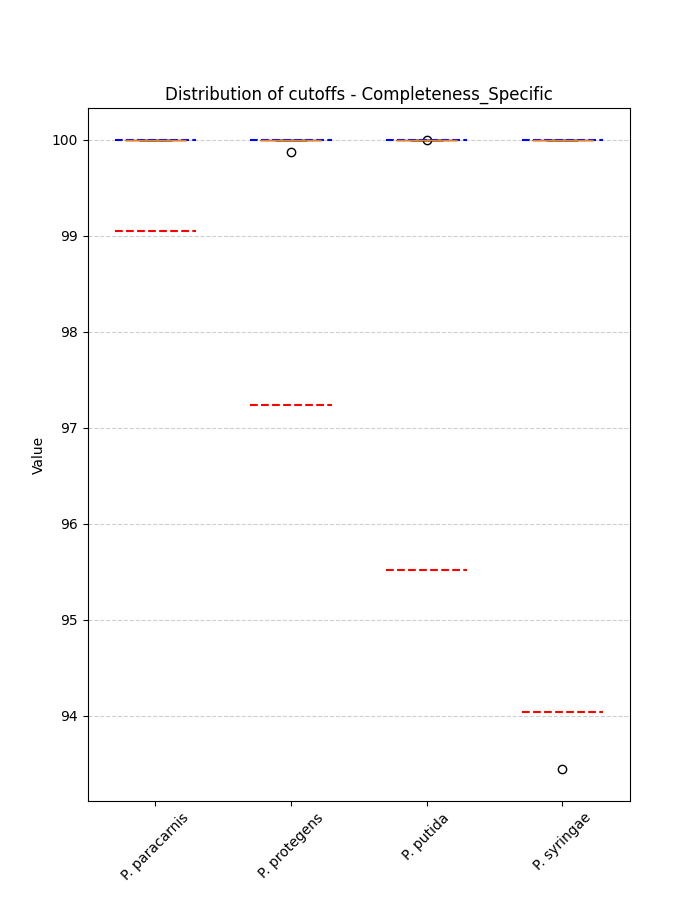 Distribution of cutoffs - Completeness_Specific
100
99
98
97
96
95
94
Value
P. paracarnis
P. protegens
P. putida
P. syringae